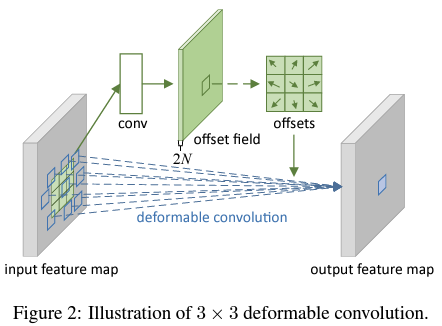 conv
offset field
offsets
2N
deformable convolution
input feature map
output feature map
Figure 2: Illustration of 3 × 3 deformable convolution.